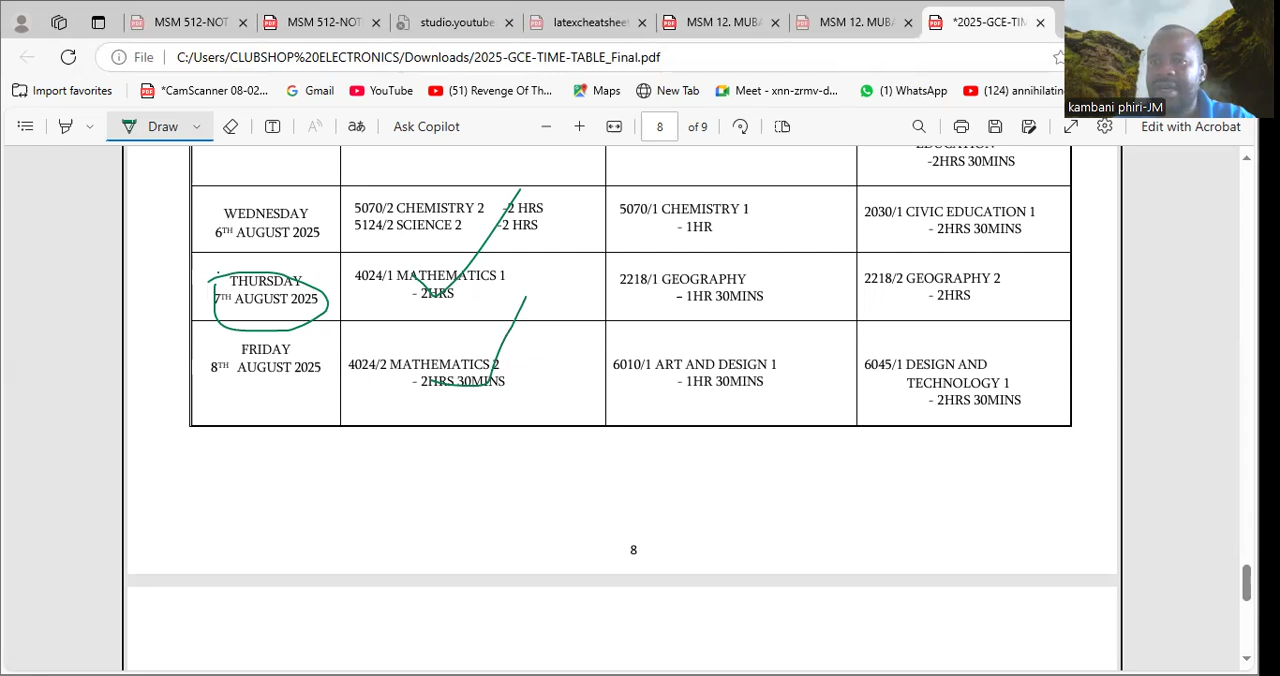 MSM 512-NOT
MSM 512-NOT
studio.youtube
latexcheatshee
MSM 12. MUB
MSM 12. MUB
*2025-GCE-TIM
File
C:/Users/CLUBSHOP%20ELECTRONICS/Downloads/2025-GCE-TIME-TABLE_Final.pdf
Import favorites
*CamScanner 08-02...
Gmail
YouTube
(51) Revenge Of Th...
Maps
New Tab
Meet - xnn-zrmv-d...
(1) WhatsApp
(124) annihilatin
kambani phiri-JM
Draw
aあ
Ask Copilot
8
of 9
Edit with Acrobat
-2HRS 30MINS
WEDNESDAY
6TH AUGUST 2025
5070/2 CHEMISTRY 2 -2 HRS
5124/2 SCIENCE 2 -2 HRS
5070/1 CHEMISTRY 1
- 1HR
2030/1 CIVIC EDUCATION 1
- 2HRS 30MINS
THURSDAY
7TH AUGUST 2025
4024/1 MATHEMATICS 1
- 2HRS
2218/1 GEOGRAPHY
- 1HR 30MINS
2218/2 GEOGRAPHY 2
- 2HRS
FRIDAY
8TH AUGUST 2025
4024/2 MATHEMATICS 2
- 2HRS 30MINS
6010/1 ART AND DESIGN 1
- 1HR 30MINS
6045/1 DESIGN AND
TECHNOLOGY 1
- 2HRS 30MINS
8